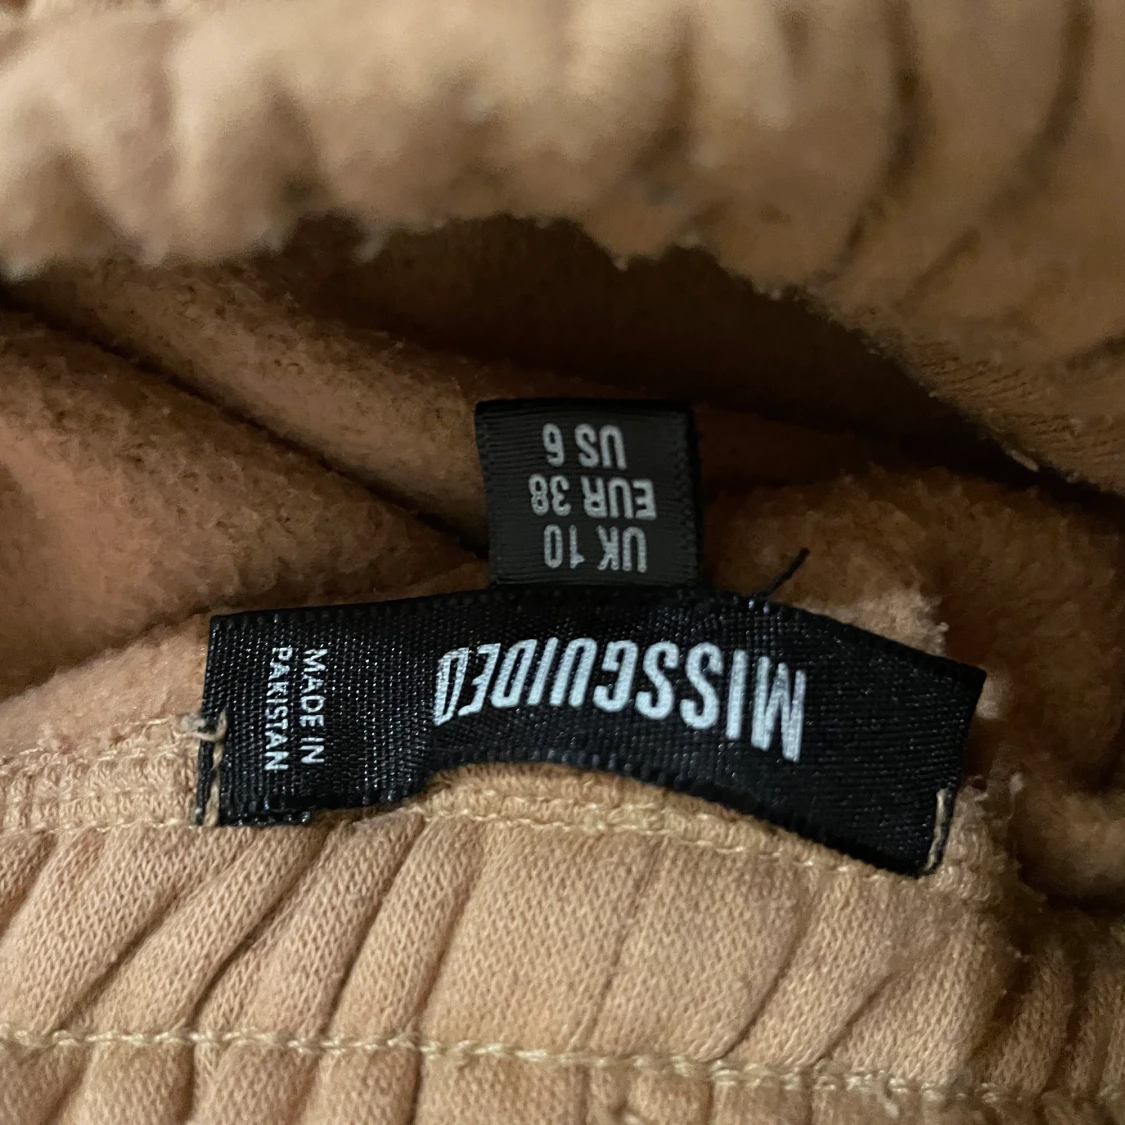 MISSGUIDED
MADE IN
PAKISTAN
UK 10
EUR 38
US 6